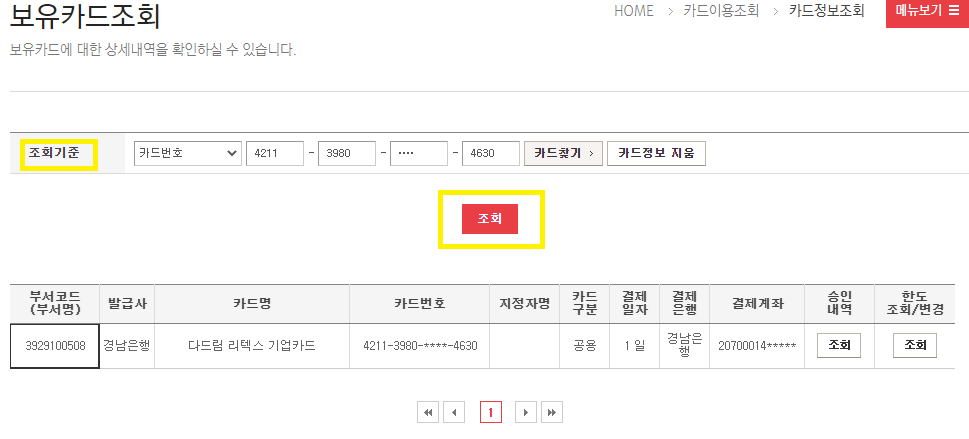 보유카드조회
HOME > 카드이용조회 > 카드정보조회
메뉴보기
보유카드에 대한 상세내역을 확인하실 수 있습니다.
조회기준 카드번호 4211 - 3980 - ···· - 4630 카드찾기 > 카드정보 지움
조회
부서코드 (부서명) 발급사 카드명 카드번호 지정자명 카드 구분 결제 일자 결제 은행 결제계좌 승인 내역 한도 조회/변경
3929100508 경남은행 다드림 리텍스 기업카드 4211-3980-****-4630 공용 1 일 경남은행 20700014***** 조회 조회
1